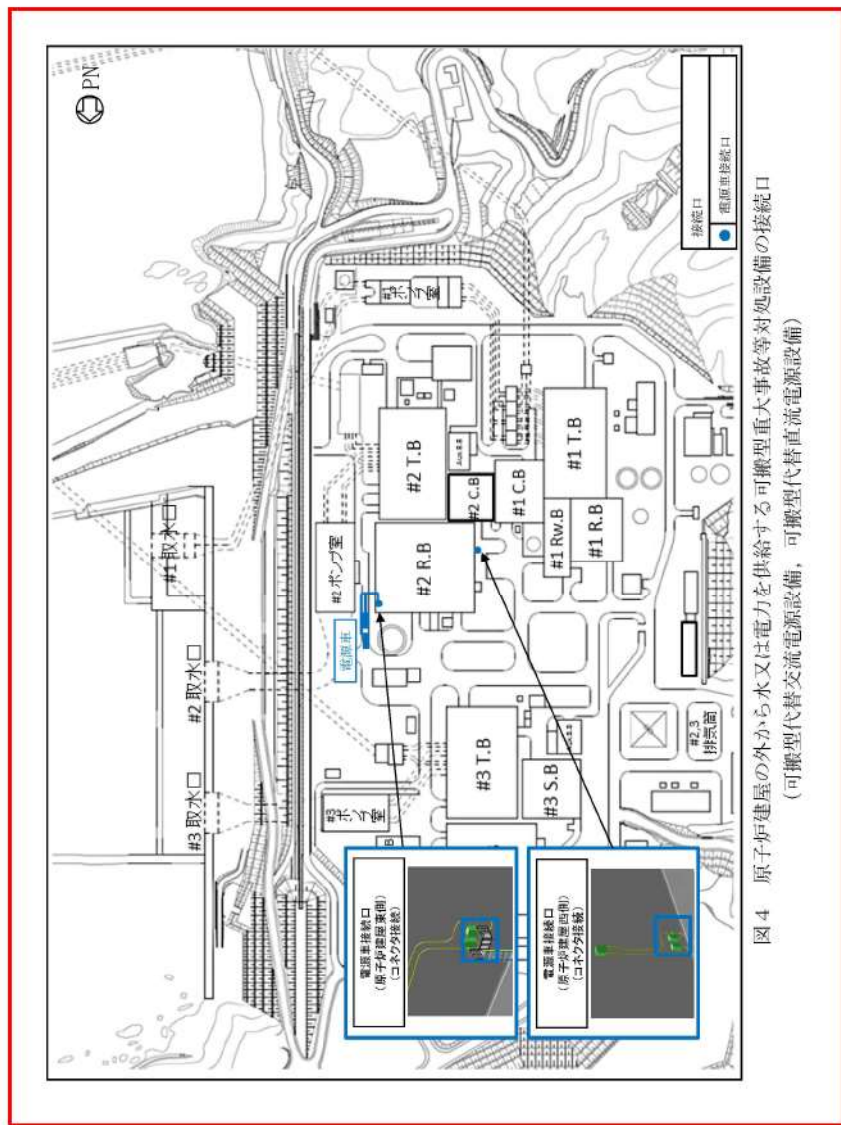 PN
#3 取水口
#2 取水口
#1 取水口
#3
ポンプ室
電源車
#2 ポンプ室
#1
ポンプ室
#3 T.B
#2 R.B
#2 T.B
#3 S.B
#2 C.B
#1 C.B
#1 Rw.B
#1 R.B
#1 T.B
#2,3
排気筒
電源車接続口
(原子炉建屋東側)
(コネクタ接続)
電源車接続口
(原子炉建屋西側)
(コネクタ接続)
接続口
電源車接続口
図4 原子炉建屋の外から水又は電力を供給する可搬型重大事故等対処設備の接続口
(可搬型代替交流電源設備，可搬型代替直流電源設備)